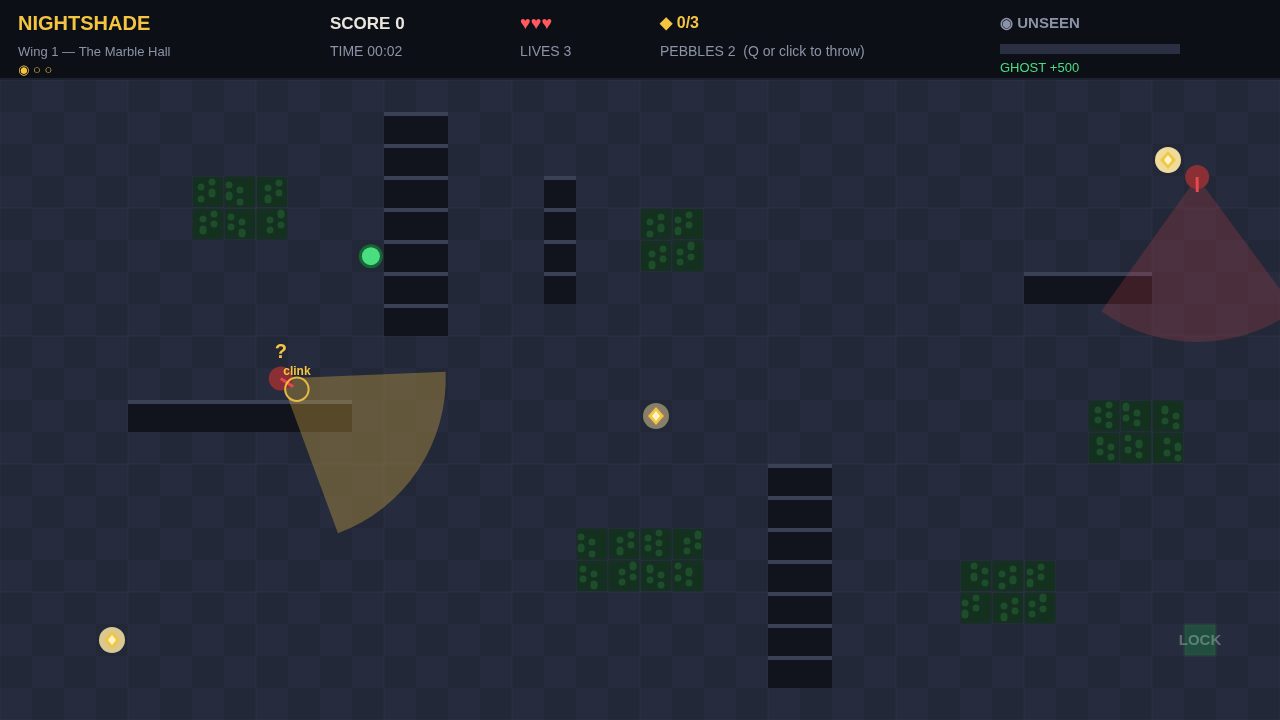 NIGHTSHADE
Wing 1 — The Marble Hall
SCORE 0
TIME 00:02
♥♥♥
LIVES 3
◆ 0/3
PEBBLES 2 (Q or click to throw)
◉ UNSEEN
GHOST +500
?
clink
LOCK